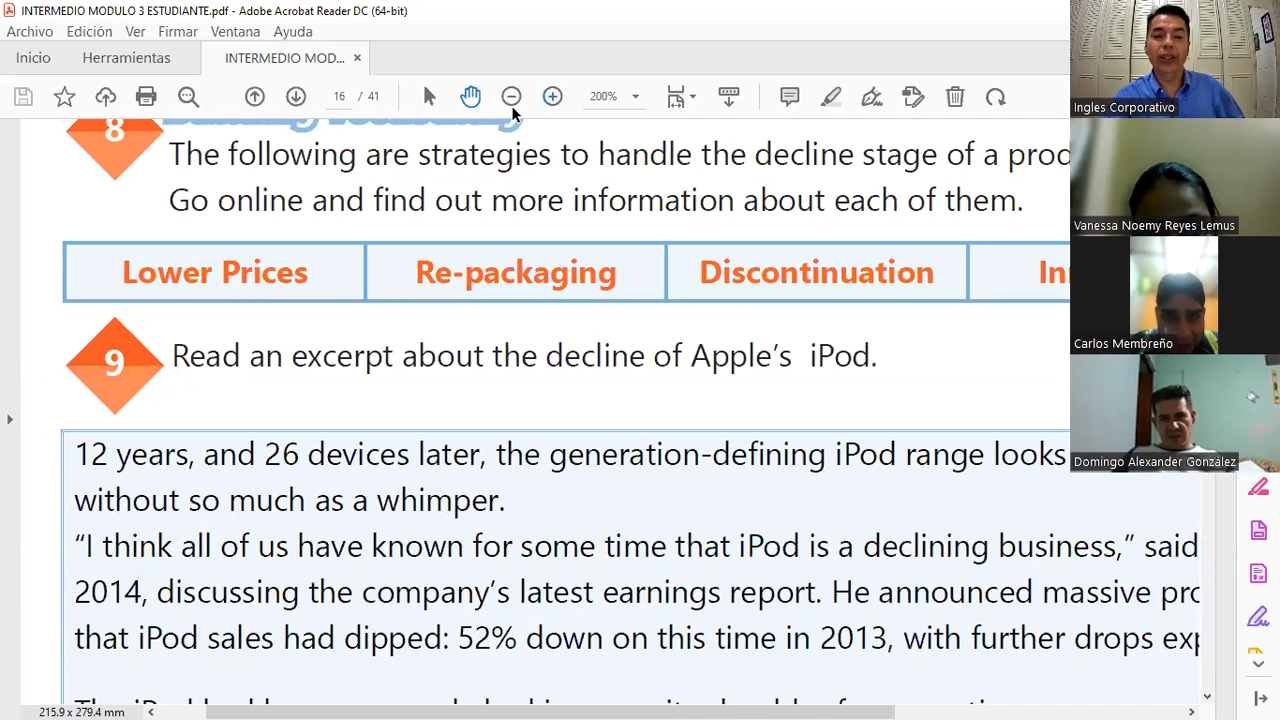 INTERMEDIO MODULO 3 ESTUDIANTE.pdf - Adobe Acrobat Reader DC (64-bit)
Archivo Edición Ver Firmar Ventana Ayuda
Inicio Herramientas INTERMEDIO MOD... ×
16 / 41 200%
8
The following are strategies to handle the decline stage of a prod
Go online and find out more information about each of them.
Lower Prices Re-packaging Discontinuation Inn
9 Read an excerpt about the decline of Apple’s iPod.
12 years, and 26 devices later, the generation-defining iPod range looks
without so much as a whimper.
“I think all of us have known for some time that iPod is a declining business,” said
2014, discussing the company’s latest earnings report. He announced massive pro
that iPod sales had dipped: 52% down on this time in 2013, with further drops exp
215.9 x 279.4 mm
Ingles Corporativo
Vanessa Noemy Reyes Lemus
Carlos Membreño
Domingo Alexander González